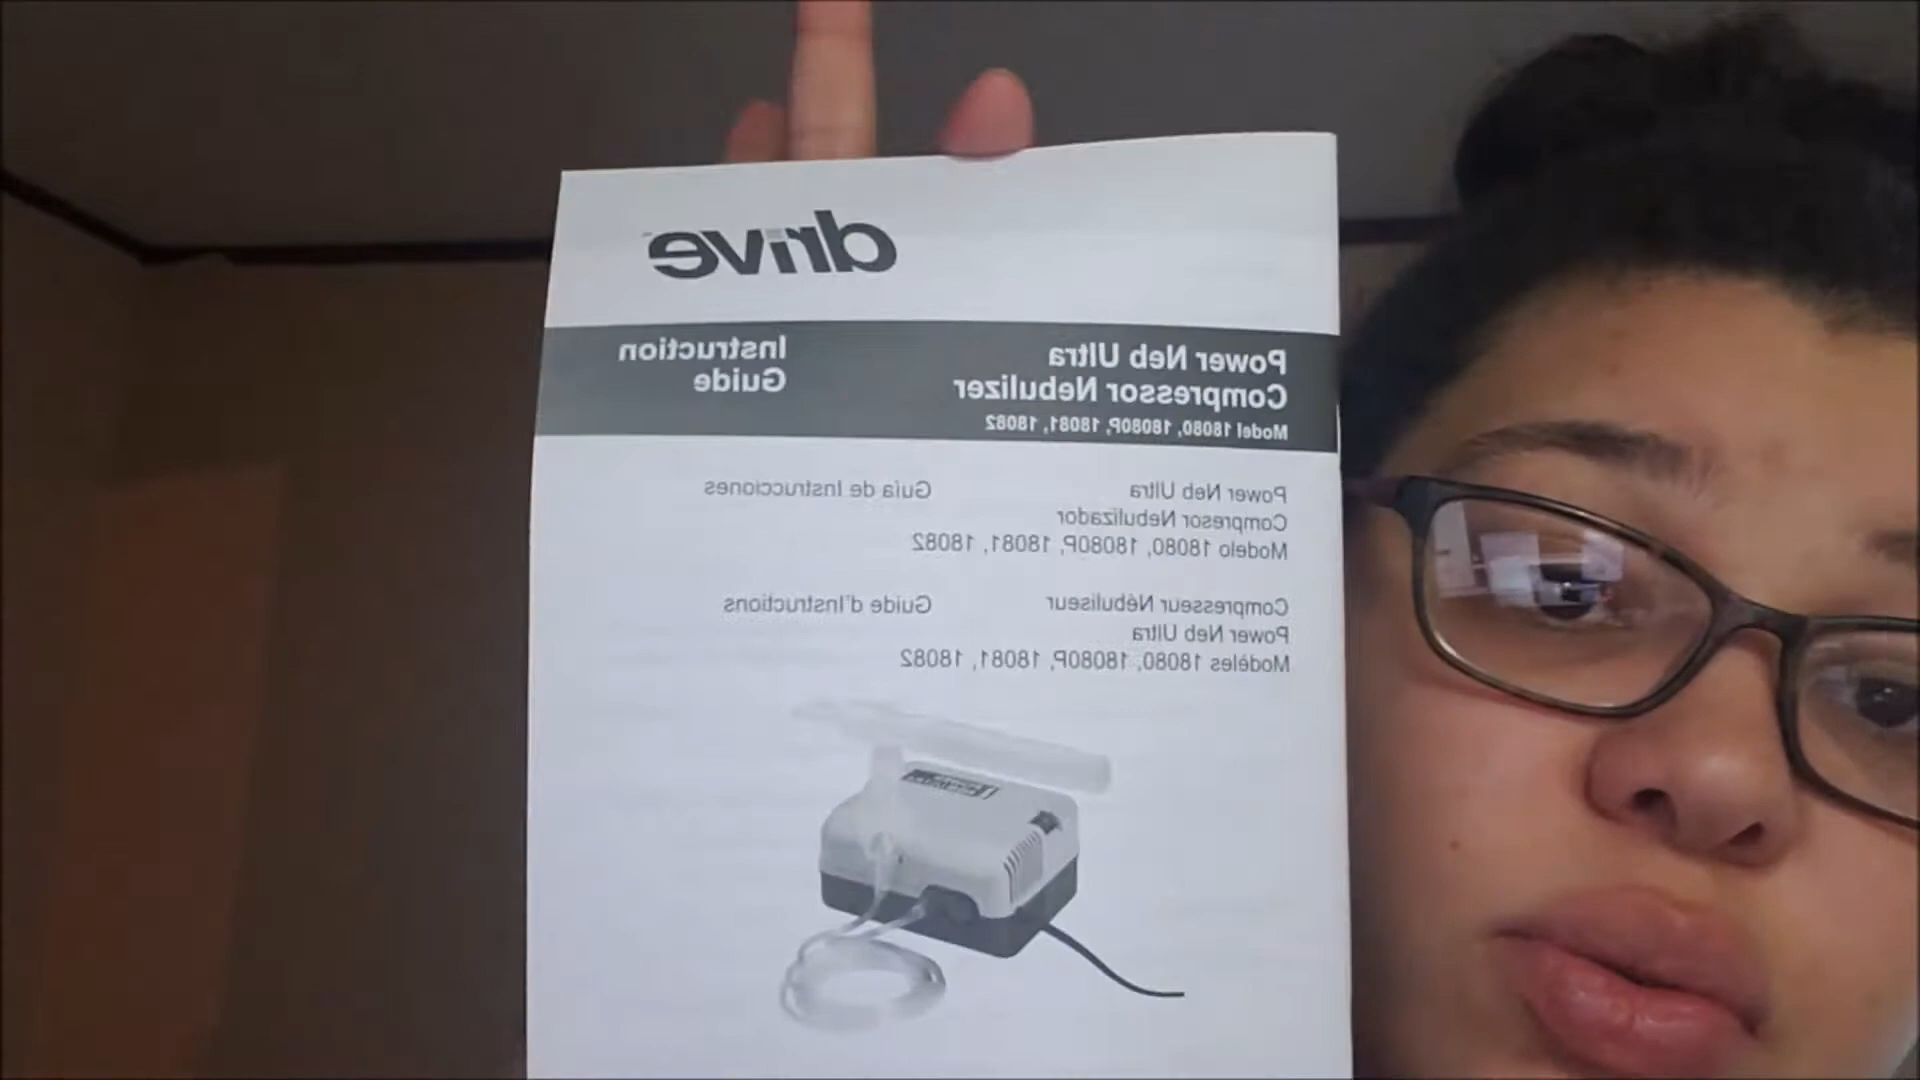 drive
Power Neb Ultra
Compressor Nebulizer
Model 18080, 18080P, 18081, 18082
Instruction
Guide
Power Neb Ultra
Compresor Nebulizador
Modelo 18080, 18080P, 18081, 18082
Guía de Instrucciones
Compresseur Nébuliseur
Power Neb Ultra
Modèles 18080, 18080P, 18081, 18082
Guide d'Instructions